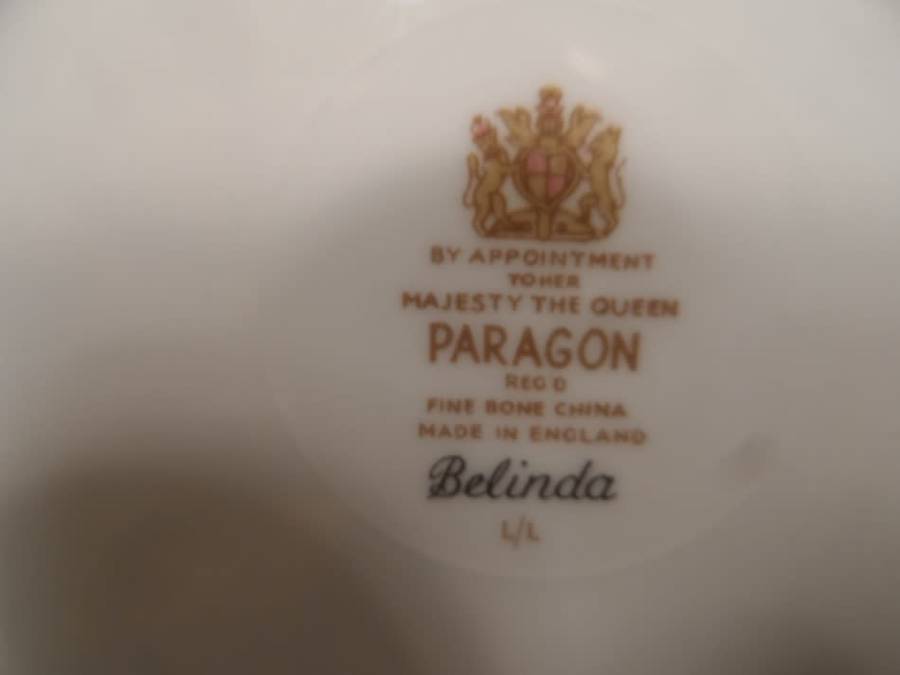 BY APPOINTMENT
TO HER
MAJESTY THE QUEEN
PARAGON
REG'D
FINE BONE CHINA
MADE IN ENGLAND
Belinda
L/L